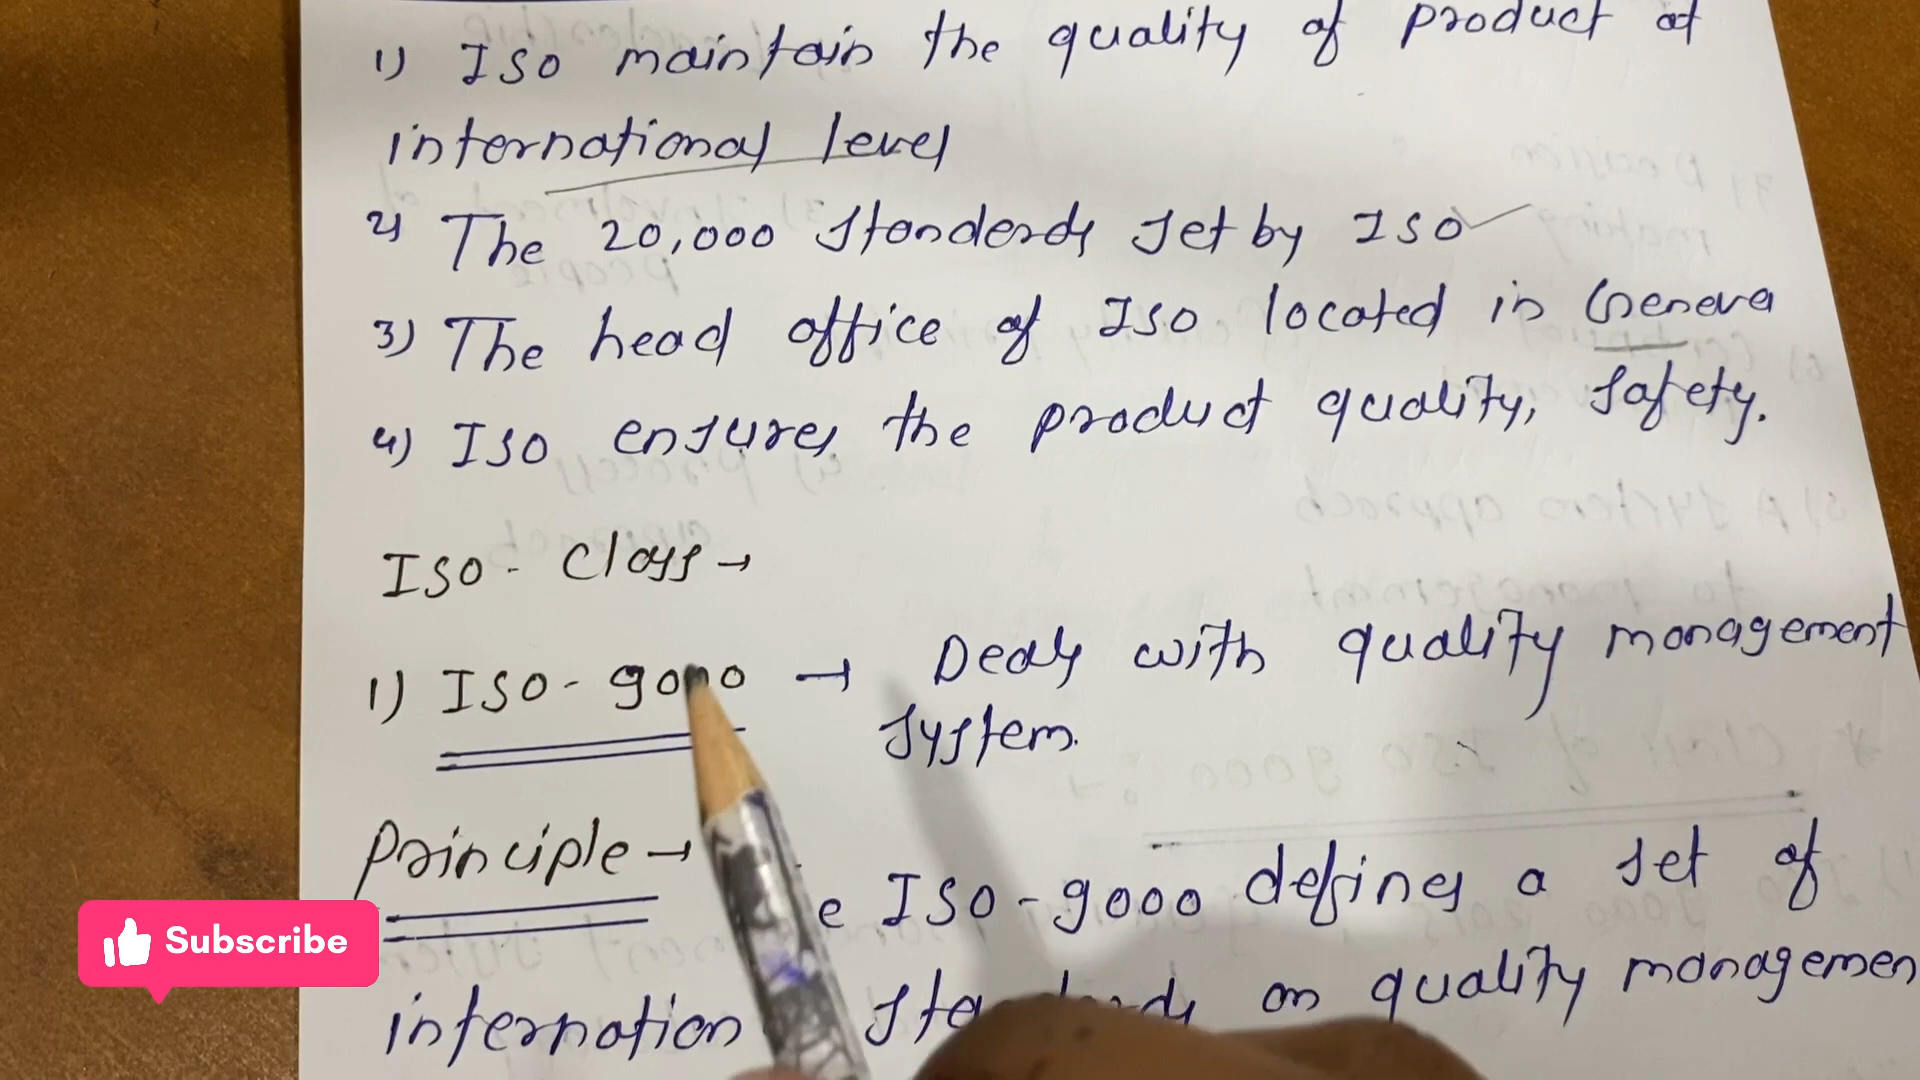 1) ISO maintain the quality of product at
international level
2) The 20,000 standerds set by ISO
3) The head office of ISO located in Geneva
4) ISO ensures the product quality, safety.
ISO - Class →
1) ISO - 9000 → Deals with quality management
system.
Principle →
e ISO - 9000 defines a set of
internation on quality managemen
Subscribe